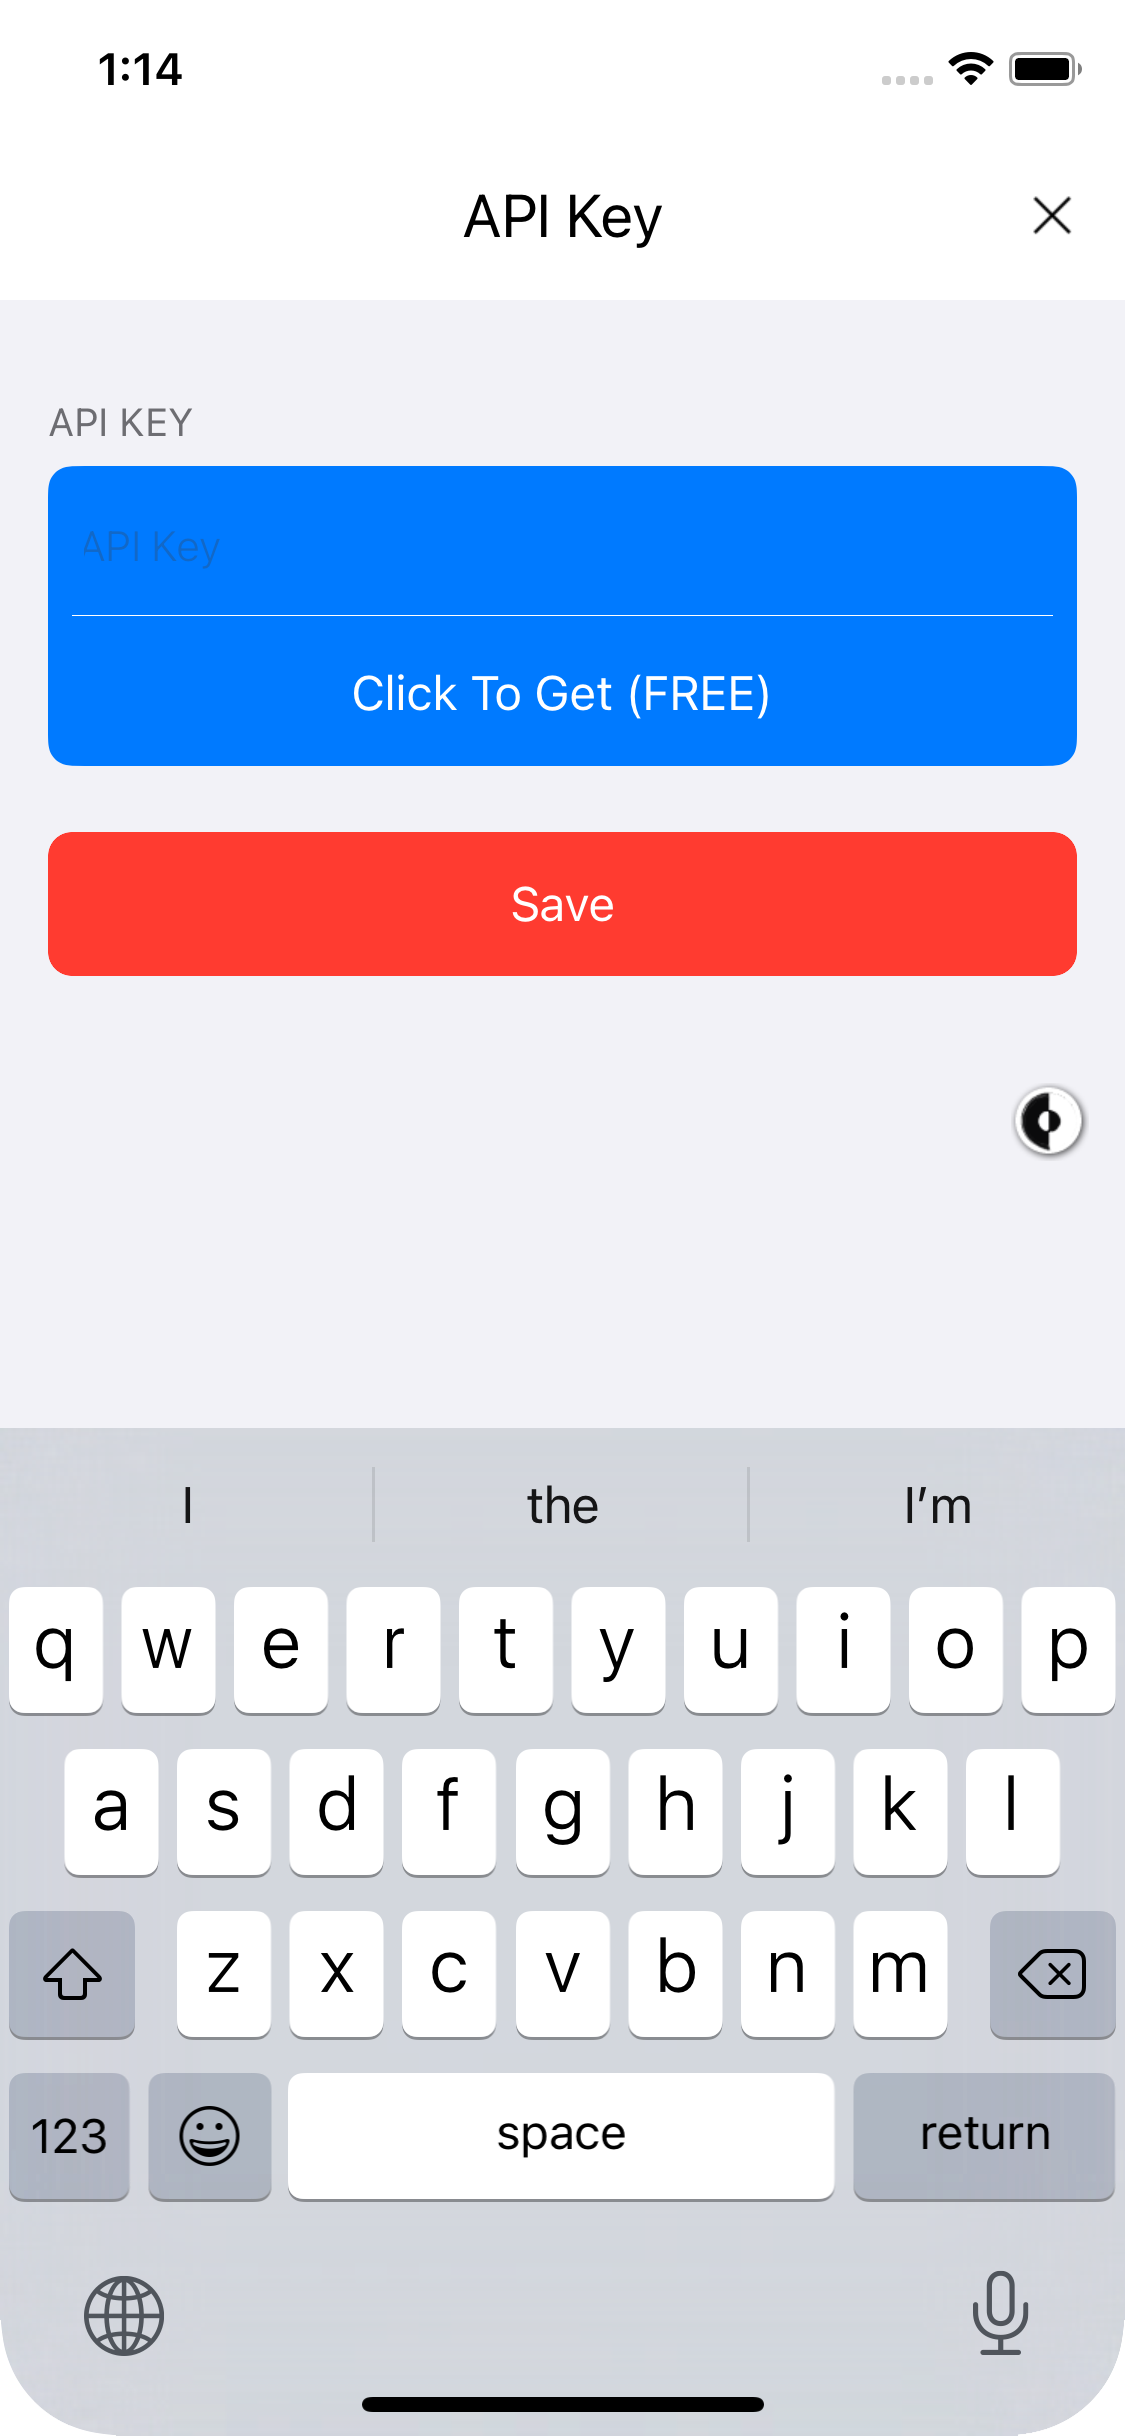 1:14
API Key
API KEY
API Key
Click To Get (FREE)
Save
I the I’m
q w e r t y u i o p
a s d f g h j k l
z x c v b n m
123 space return